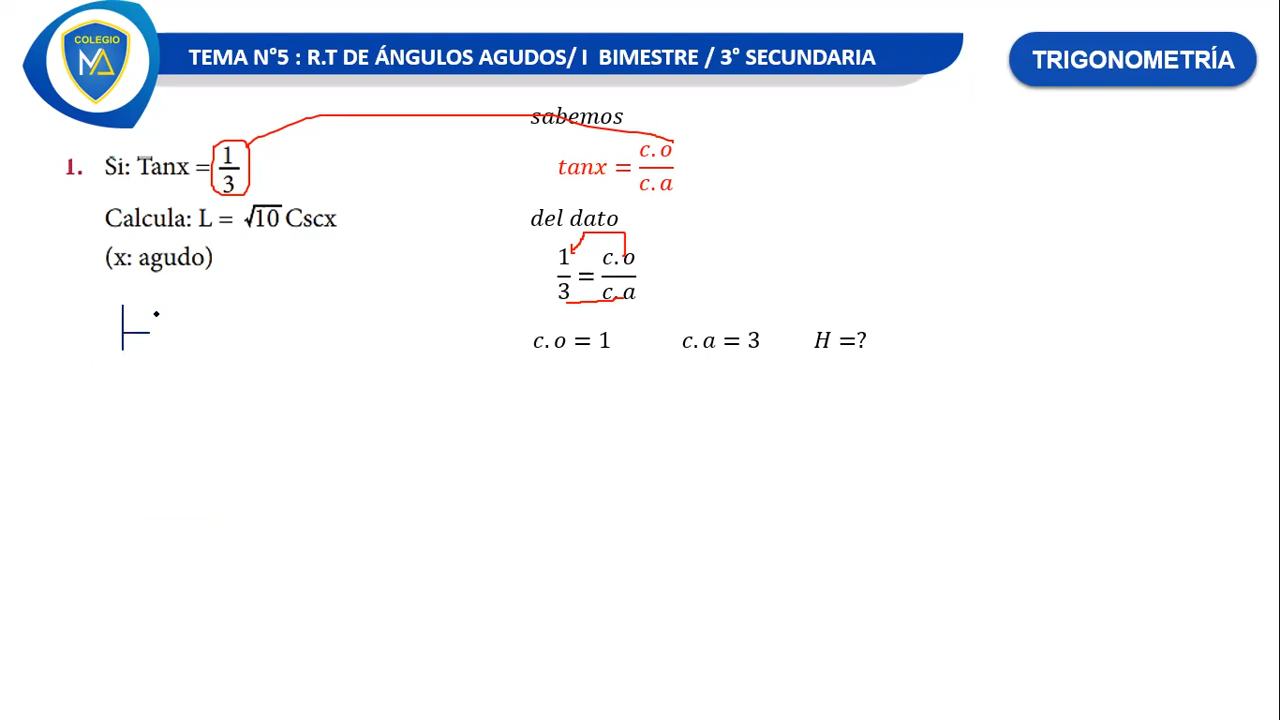 COLEGIO
MA
TEMA N°5 : R.T DE ÁNGULOS AGUDOS/ I BIMESTRE / 3° SECUNDARIA
TRIGONOMETRÍA
1. Si: Tanx = 1/3
Calcula: L = √10 Cscx
(x: agudo)
sabemos
tanx = c.o/c.a
del dato
1/3 = c.o/c.a
c.o = 1 c.a = 3 H =?